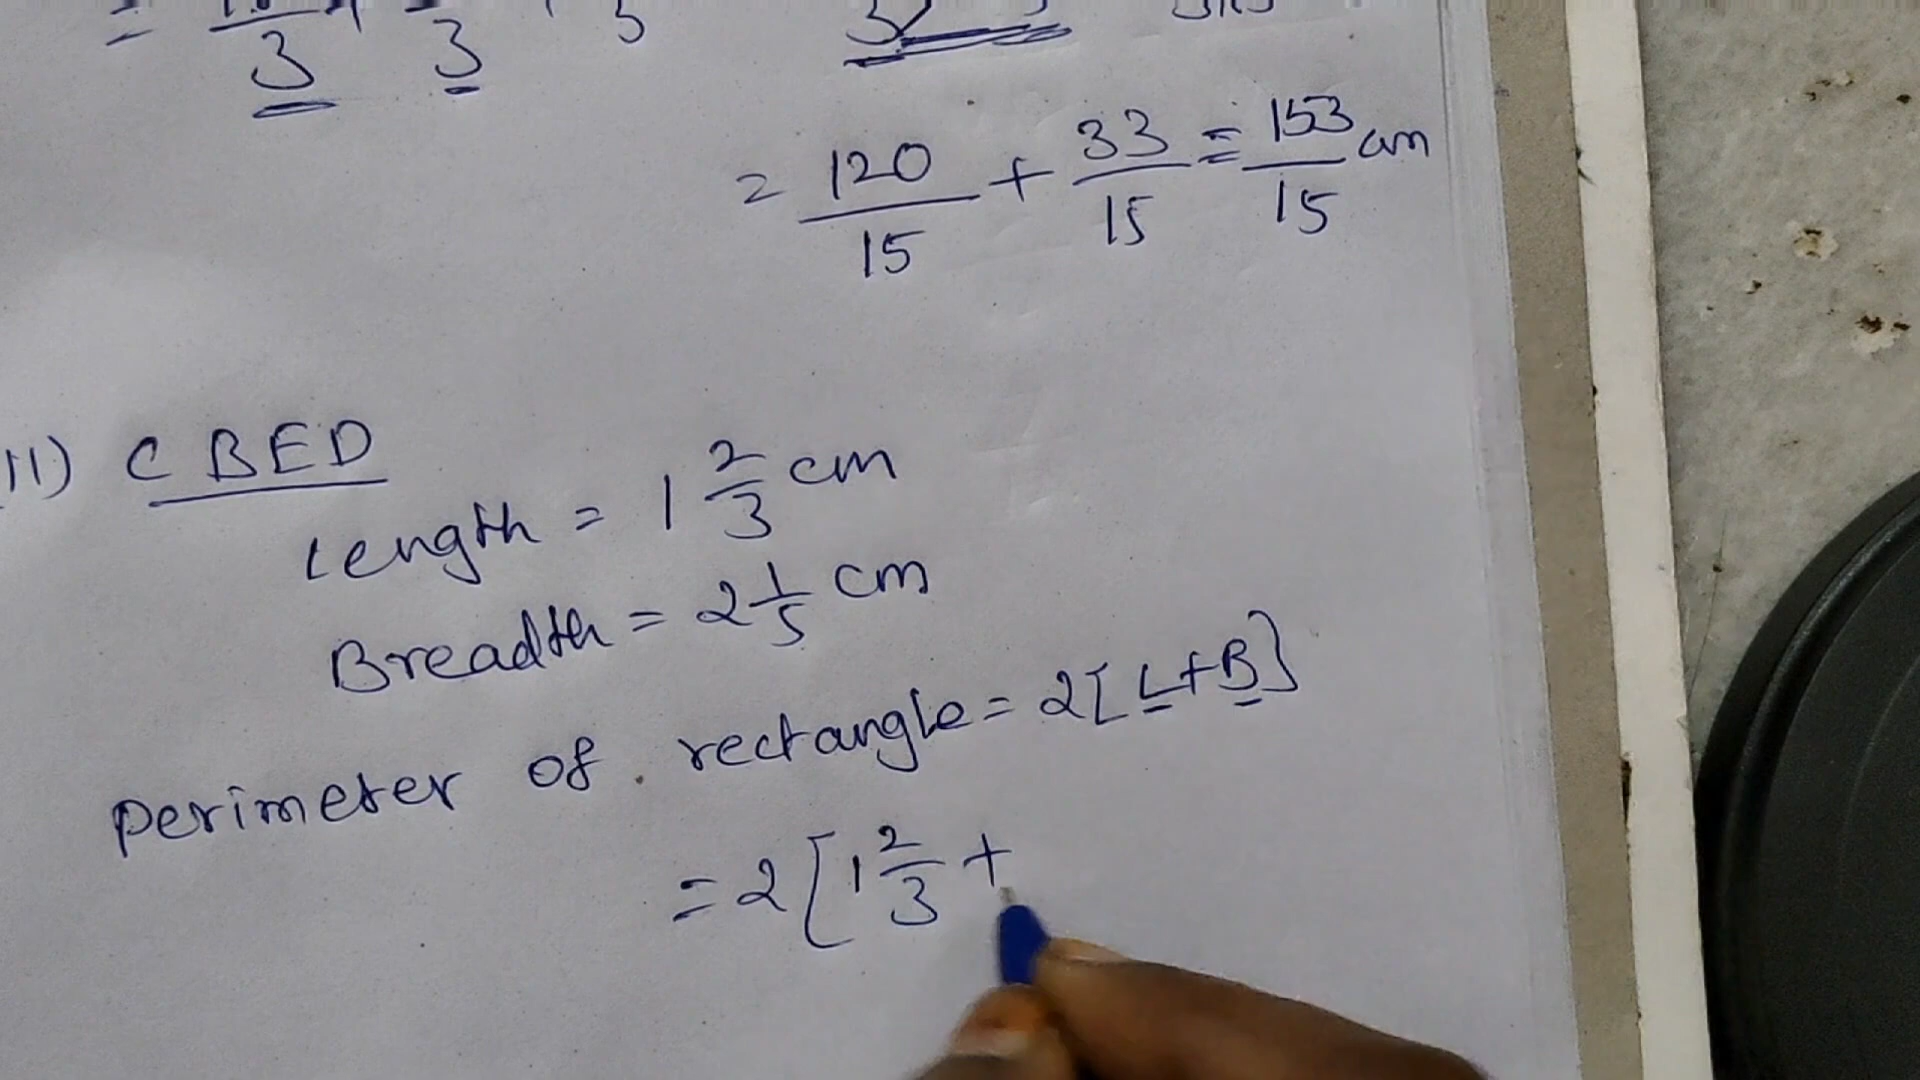 = 120/15 + 33/15 = 153/15 cm
(II) CBED
Length = 1 2/3 cm
Breadth = 2 1/5 cm
Perimeter of rectangle = 2[L+B]
= 2[1 2/3 +